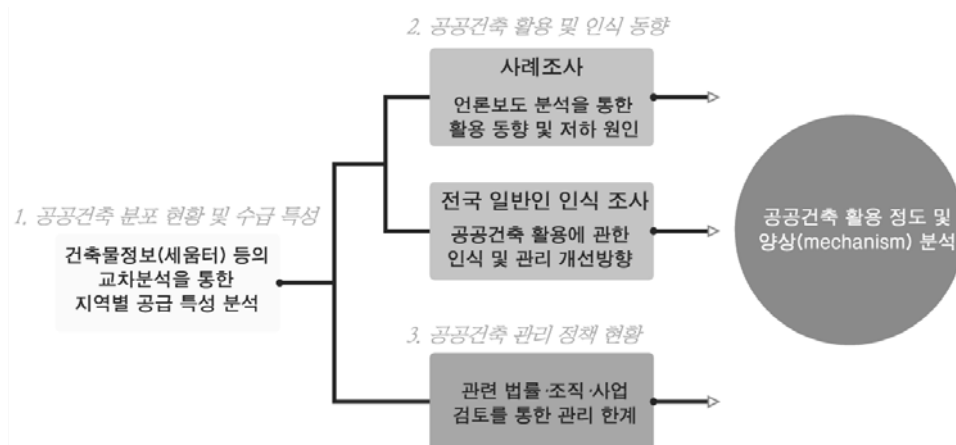 2. 공공건축 활용 및 인식 동향
사례조사
언론보도 분석을 통한
활용 동향 및 저하 원인
1. 공공건축 분포 현황 및 수급 특성
건축물정보(세움터) 등의
교차분석을 통한
지역별 공급 특성 분석
전국 일반인 인식 조사
공공건축 활용에 관한
인식 및 관리 개선방향
3. 공공건축 관리 정책 현황
관련 법률·조직·사업
검토를 통한 관리 한계
공공건축 활용 정도 및
양상(mechanism) 분석